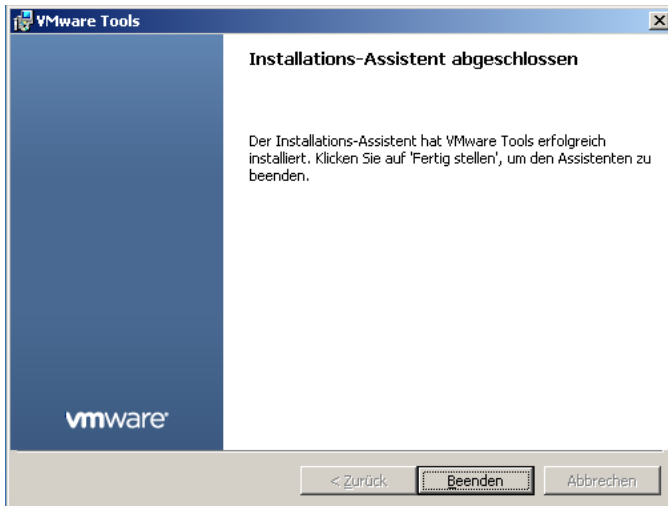 VMware Tools
Installations-Assistent abgeschlossen
Der Installations-Assistent hat VMware Tools erfolgreich
installiert. Klicken Sie auf 'Fertig stellen', um den Assistenten zu
beenden.
vmware
< Zurück Beenden Abbrechen